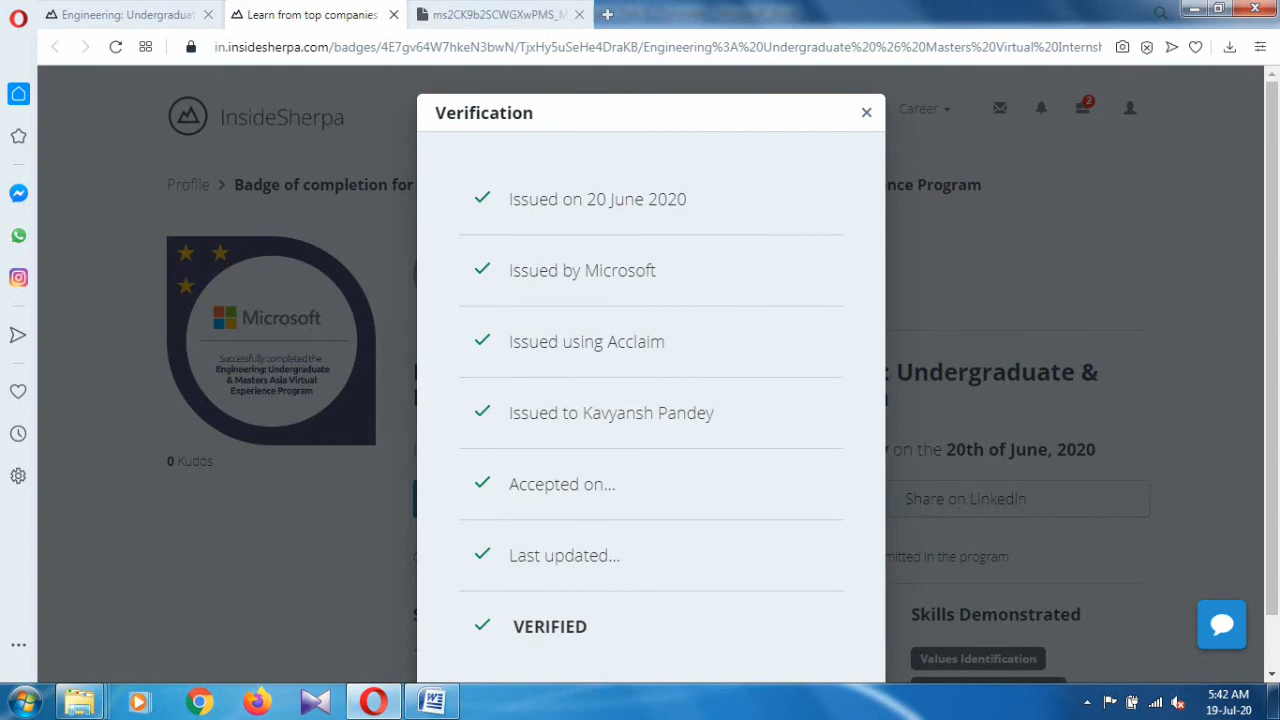 Engineering: Undergraduat
Learn from top companies
ms2CK9b2SCWGXwPMS_M
in.insidesherpa.com/badges/4E7gv64W7hkeN3bwN/TjxHy5uSeHe4DraKB/Engineering%3A%20Undergraduate%20%26%20Masters%20Virtual%20Internsh
InsideSherpa
Career
2
Verification
Profile > Badge of completion for
ence Program
Microsoft
Successfully completed the
Engineering: Undergraduate
& Masters Asia Virtual
Experience Program
0 Kudos
Issued on 20 June 2020
Issued by Microsoft
Issued using Acclaim
Issued to Kavyansh Pandey
Accepted on...
Last updated...
VERIFIED
: Undergraduate &
on the 20th of June, 2020
Share on LinkedIn
mitted in the program
Skills Demonstrated
Values Identification
5:42 AM
19-Jul-20